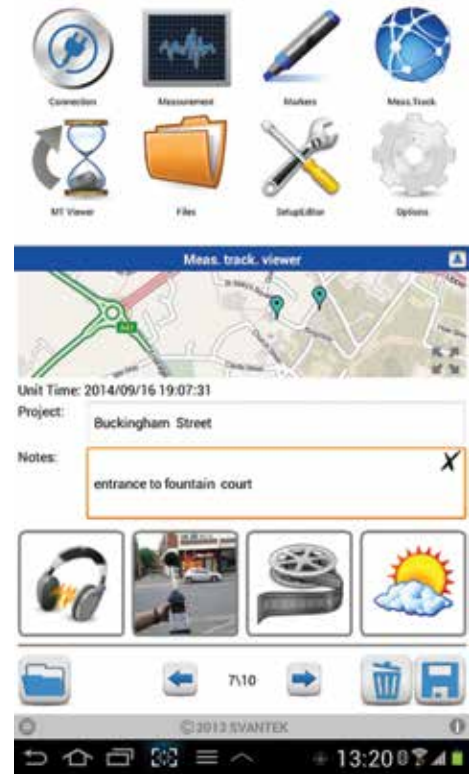 Connection Measurement Markers Meas.Track
MT Viewer Files SetupEditor Options
Meas. track. viewer
A41
Unit Time: 2014/09/16 19:07:31
Project:
Buckingham Street
Notes:
entrance to fountain court
7\10
©2013 SVANTEK
13:20